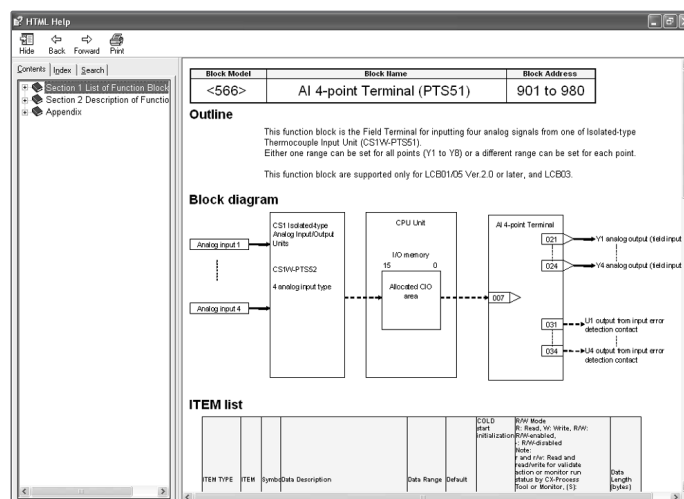 HTML Help
Hide Back Forward Print
Contents Index Search
Section 1 List of Function Block
Section 2 Description of Functio
Appendix
Block Model Block Name Block Address
<566> AI 4-point Terminal (PTS51) 901 to 980
Outline
This function block is the Field Terminal for inputting four analog signals from one of Isolated-type
Thermocouple Input Unit (CS1W-PTS51).
Either one range can be set for all points (Y1 to Y8) or a different range can be set for each point.
This function block are supported only for LCB01/05 Ver.2.0 or later, and LCB03.
Block diagram
CS1 Isolated-type
Analog Input/Output
Units
CS1W-PTS52
4 analog input type
Analog input 1
Analog input 4
CPU Unit
I/O memory
15 0
Allocated CIO
area
AI 4-point Terminal
007
021
024
031
034
Y1 analog output (field input
Y4 analog output (field input
U1 output from input error
detection contact
U4 output from input error
detection contact
ITEM list
ITEM TYPE
ITEM
Symbo
Data Description
Data Range
Default
COLD
start
initialization
R/W Mode
R: Read, W: Write, R/W:
R/W-enabled,
-: R/W-disabled
Note:
r and r/w: Read and
read/write for validate
action or monitor run
status by CX-Process
Tool or Monitor, (S):
Data
Length
(bytes)